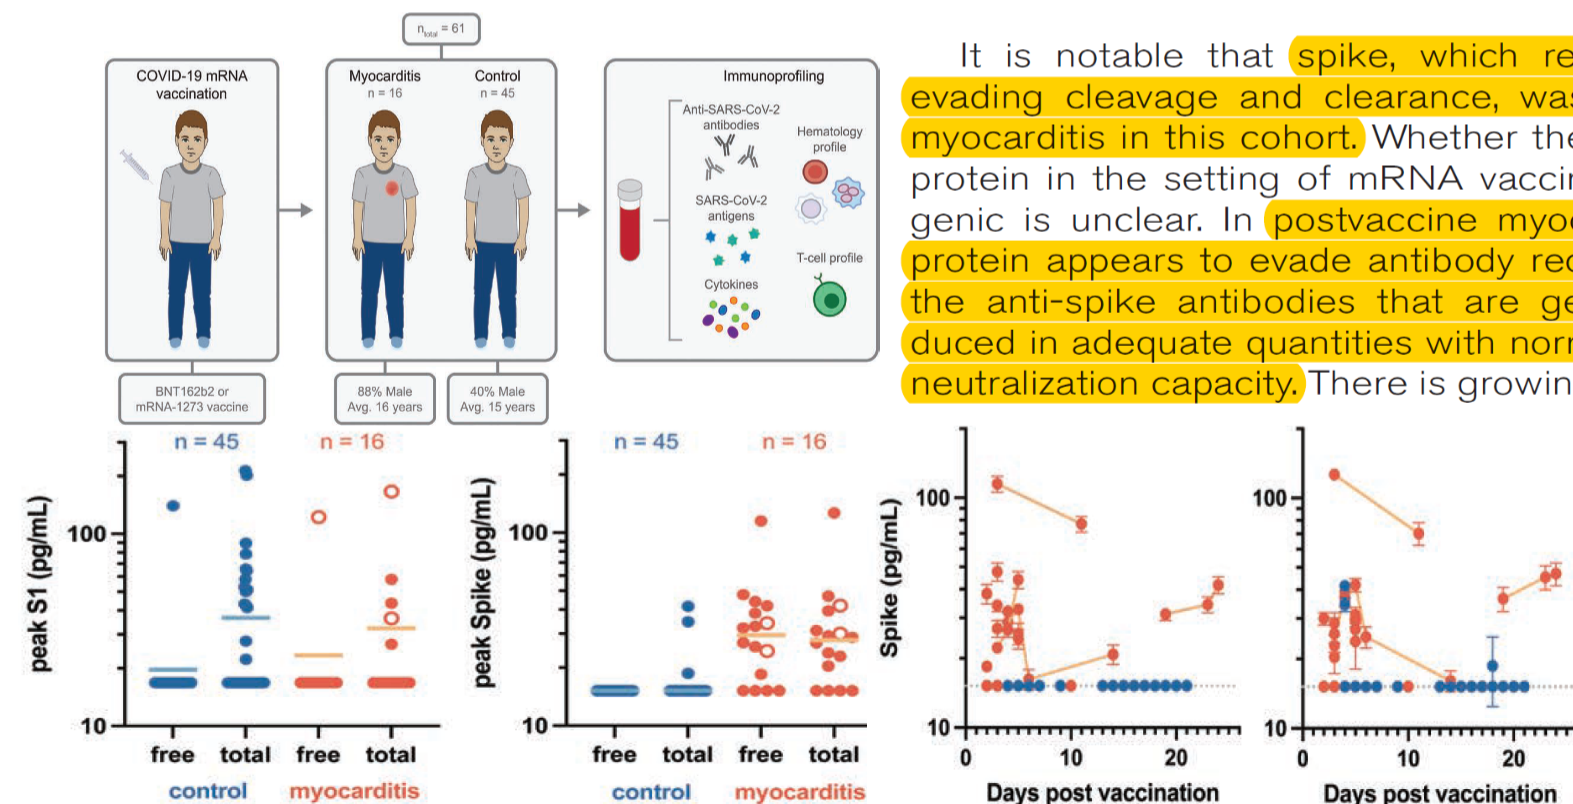 n total = 61
COVID-19 mRNA
vaccination
Myocarditis
n = 16
Control
n = 45
Immunoprofiling
Anti-SARS-CoV-2
antibodies
Hematology
profile
SARS-CoV-2
antigens
T-cell profile
Cytokines
BNT162b2 or
mRNA-1273 vaccine
88% Male
Avg. 16 years
40% Male
Avg. 15 years
It is notable that spike, which re
evading cleavage and clearance, was
myocarditis in this cohort. Whether the
protein in the setting of mRNA vaccin
genic is unclear. In postvaccine myo
protein appears to evade antibody rec
the anti-spike antibodies that are ge
duced in adequate quantities with norm
neutralization capacity. There is growin
n = 45
n = 16
peak S1 (pg/mL)
100
10
free
total
free
total
control
myocarditis
n = 45
n = 16
peak Spike (pg/mL)
100
10
free
total
free
total
control
myocarditis
Spike (pg/mL)
100
10
0
10
20
Days post vaccination
100
10
0
10
20
Days post vaccination